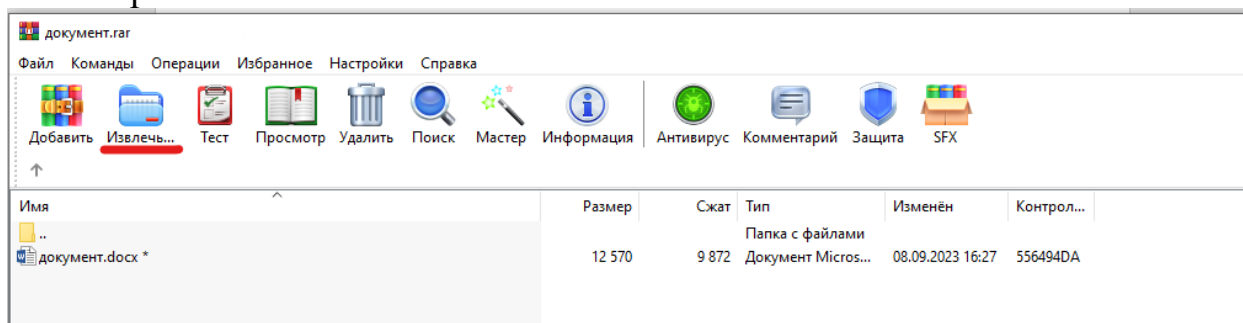 документ.rar
Файл Команды Операции Избранное Настройки Справка
Добавить Извлечь... Тест Просмотр Удалить Поиск Мастер Информация Антивирус Комментарий Защита SFX
Имя Размер Сжат Тип Изменён Контрол...
.. Папка с файлами
документ.docx * 12 570 9 872 Документ Micros... 08.09.2023 16:27 556494DA